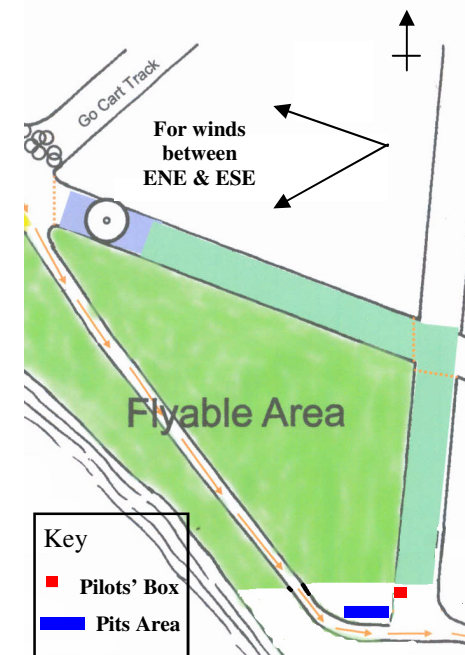 Go Cart Track
For winds
between
ENE & ESE
Flyable Area
Key
Pilots' Box
Pits Area